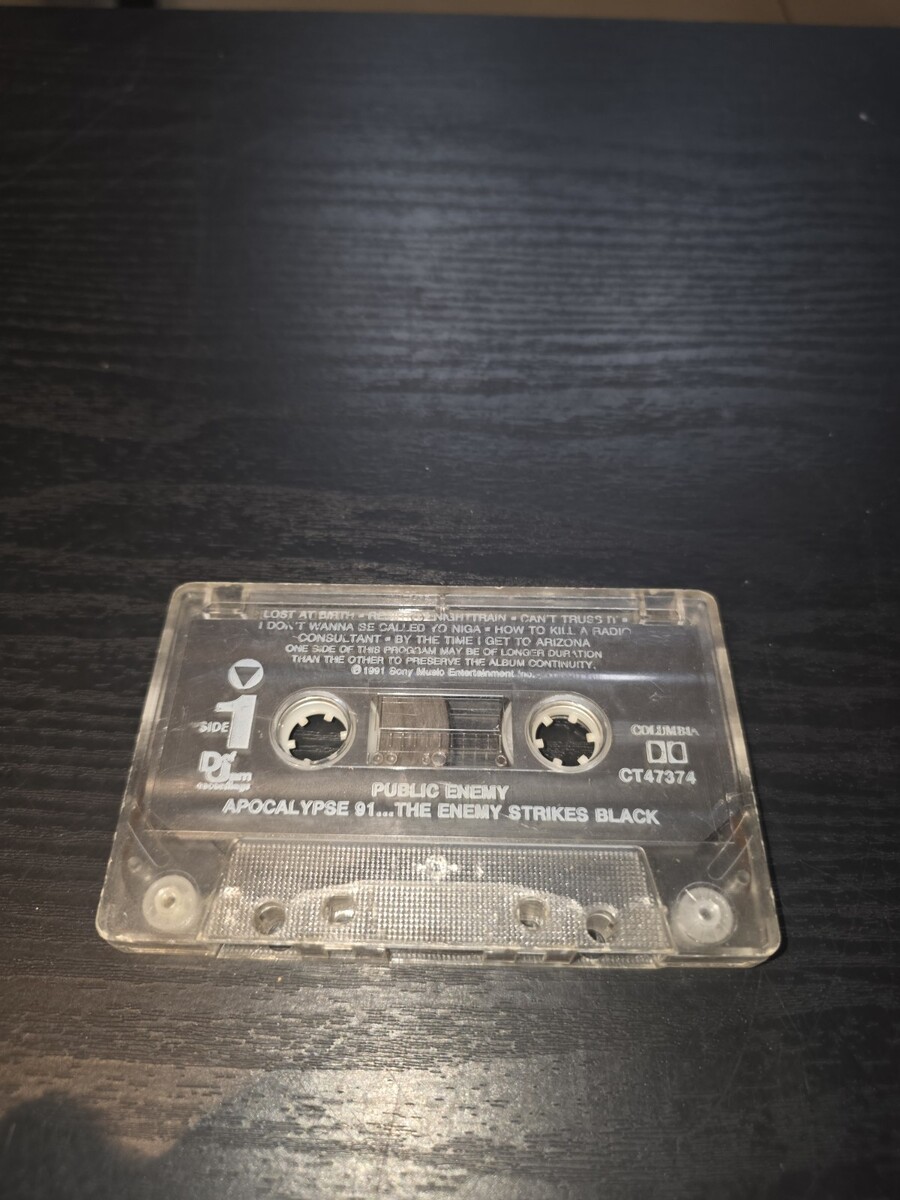 LOST AT BIRTH • NIGHTTRAIN • CAN'T TRUSS IT •
I DON'T WANNA BE CALLED YO NIGA • HOW TO KILL A RADIO
CONSULTANT • BY THE TIME I GET TO ARIZONA
ONE SIDE OF THIS PROGRAM MAY BE OF LONGER DURATION
THAN THE OTHER TO PRESERVE THE ALBUM CONTINUITY.
© 1991 Sony Music Entertainment Inc.
SIDE 1
Def Jam
recordings
COLUMBIA
CT47374
PUBLIC ENEMY
APOCALYPSE 91...THE ENEMY STRIKES BLACK